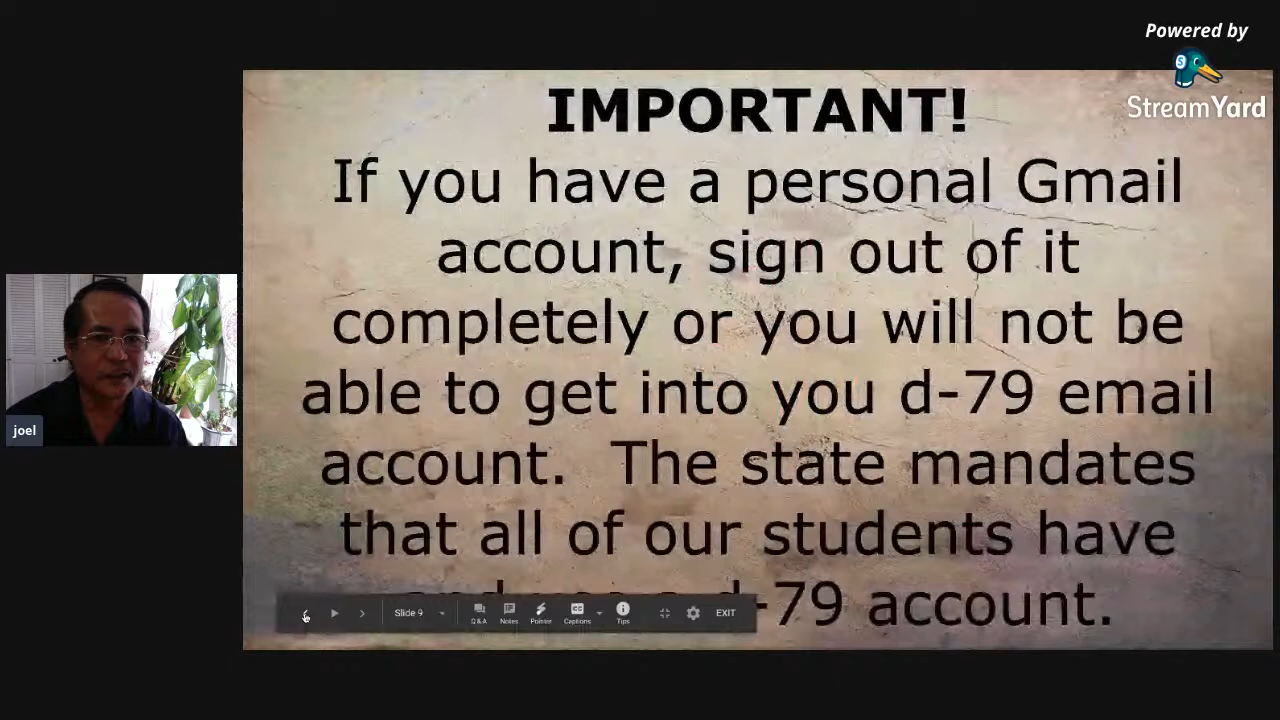 Powered by
StreamYard
IMPORTANT!
If you have a personal Gmail
account, sign out of it
completely or you will not be
able to get into you d-79 email
account. The state mandates
that all of our students have
d-79 account.
joel
Slide 9
Q&A
Notes
Pointer
Captions
Tips
EXIT